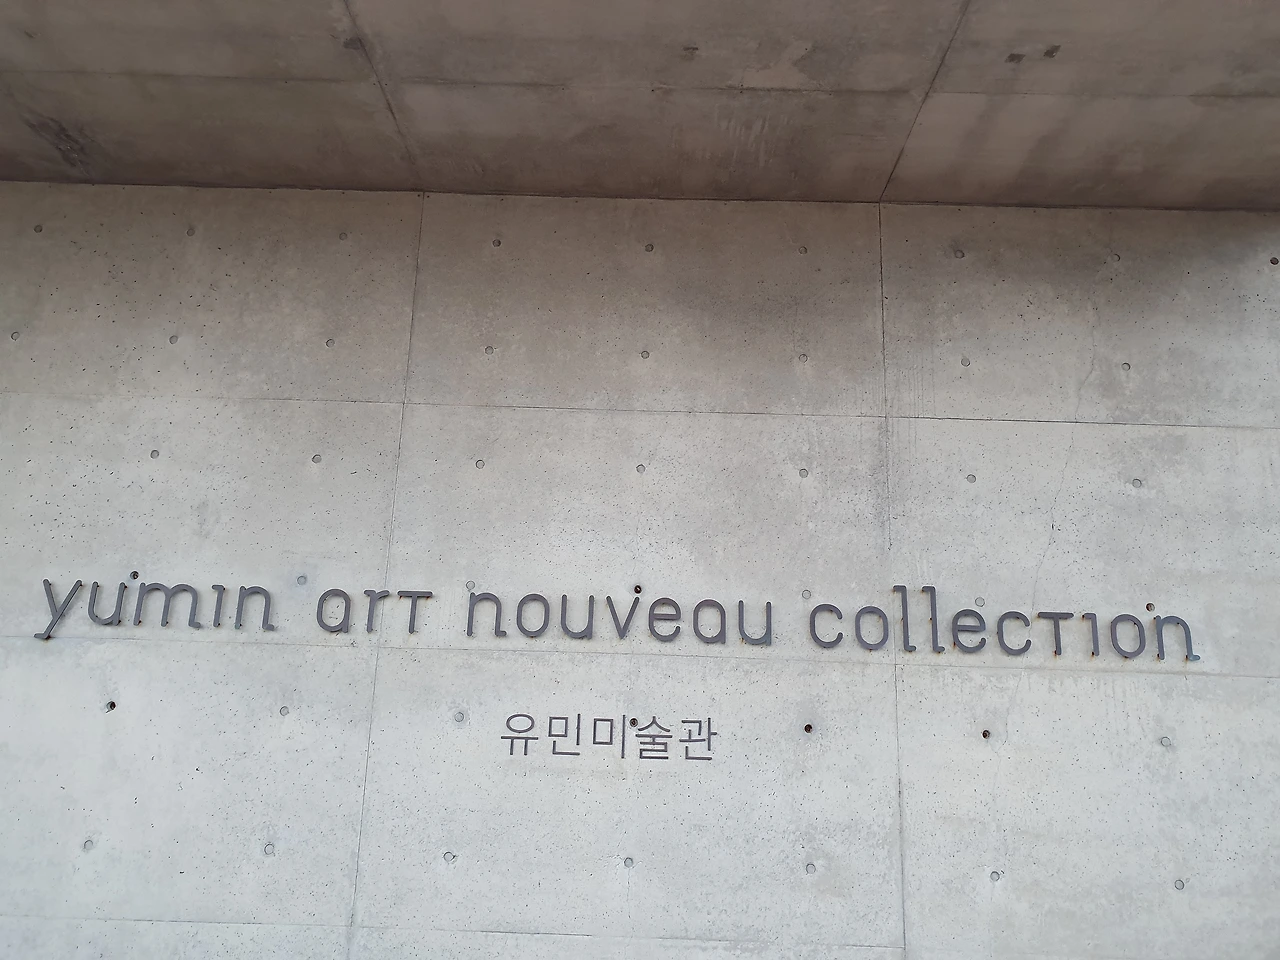 yumin art nouveau collection
유민미술관